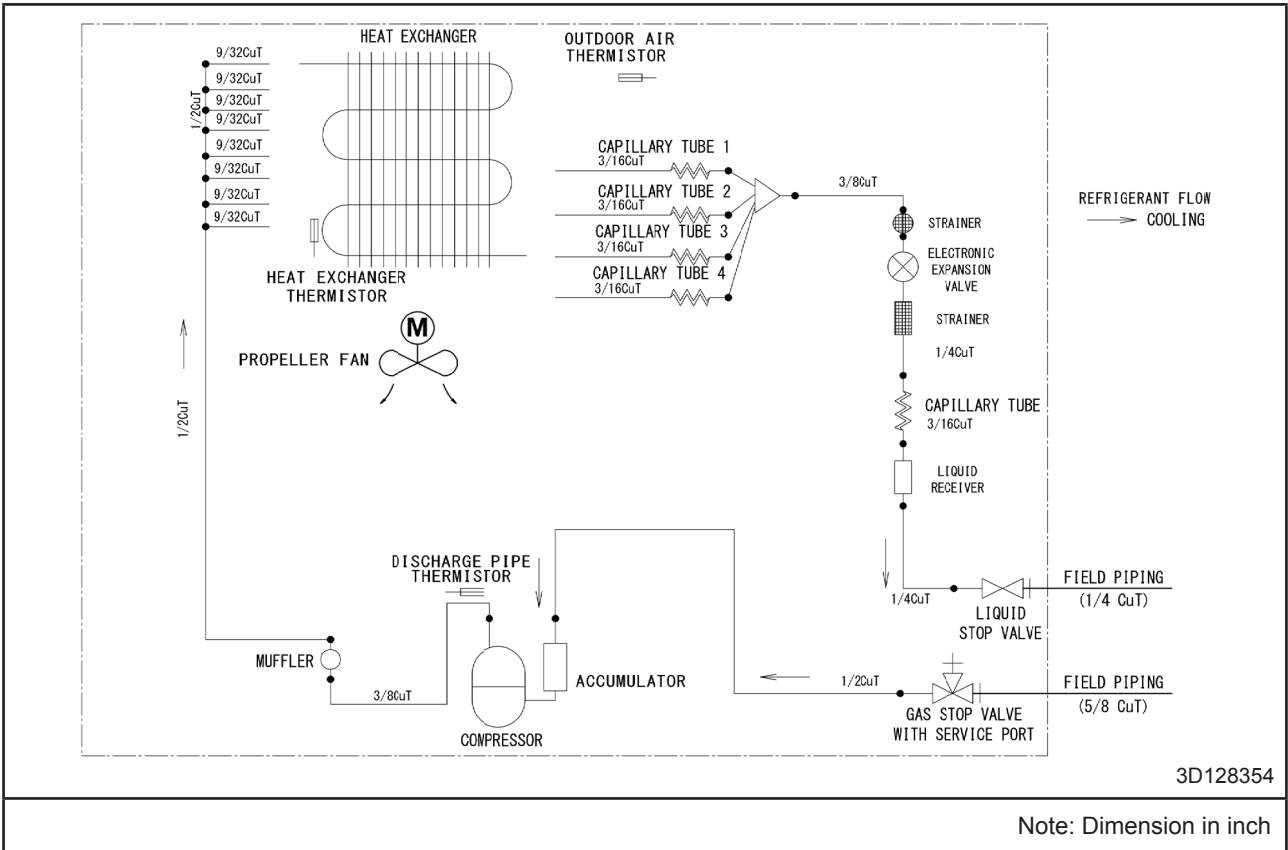 HEAT EXCHANGER
OUTDOOR AIR
THERMISTOR
9/32CuT
9/32CuT
9/32CuT
9/32CuT
9/32CuT
9/32CuT
9/32CuT
9/32CuT
1/2CuT
HEAT EXCHANGER
THERMISTOR
CAPILLARY TUBE 1
3/16CuT
CAPILLARY TUBE 2
3/16CuT
CAPILLARY TUBE 3
3/16CuT
CAPILLARY TUBE 4
3/16CuT
3/8CuT
REFRIGERANT FLOW
COOLING
STRAINER
ELECTRONIC
EXPANSION
VALVE
STRAINER
1/4CuT
CAPILLARY TUBE
3/16CuT
LIQUID
RECEIVER
M
PROPELLER FAN
1/2CuT
DISCHARGE PIPE
THERMISTOR
1/4CuT
LIQUID
STOP VALVE
FIELD PIPING
(1/4 CuT)
MUFFLER
3/8CuT
COMPRESSOR
ACCUMULATOR
1/2CuT
GAS STOP VALVE
WITH SERVICE PORT
FIELD PIPING
(5/8 CuT)
3D128354
Note: Dimension in inch